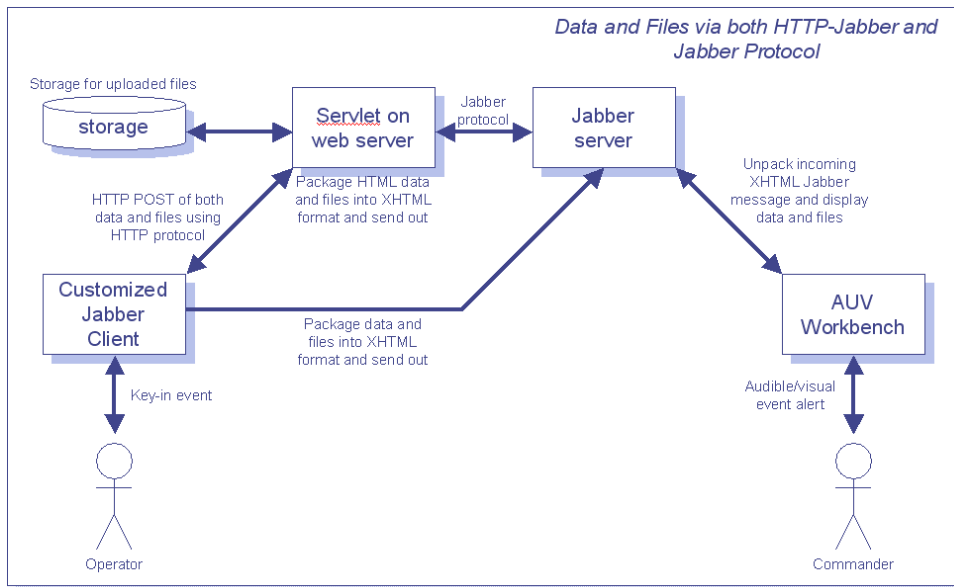 Data and Files via both HTTP-Jabber and
Jabber Protocol
Storage for uploaded files
storage
Servlet on
web server
Jabber
protocol
Jabber
server
HTTP POST of both
data and files using
HTTP protocol
Package HTML data
and files into XHTML
format and send out
Unpack incoming
XHTML Jabber
message and display
data and files
Customized
Jabber
Client
Package data and
files into XHTML
format and send out
AUV
Workbench
Key-in event
Audible/visual
event alert
Operator
Commander